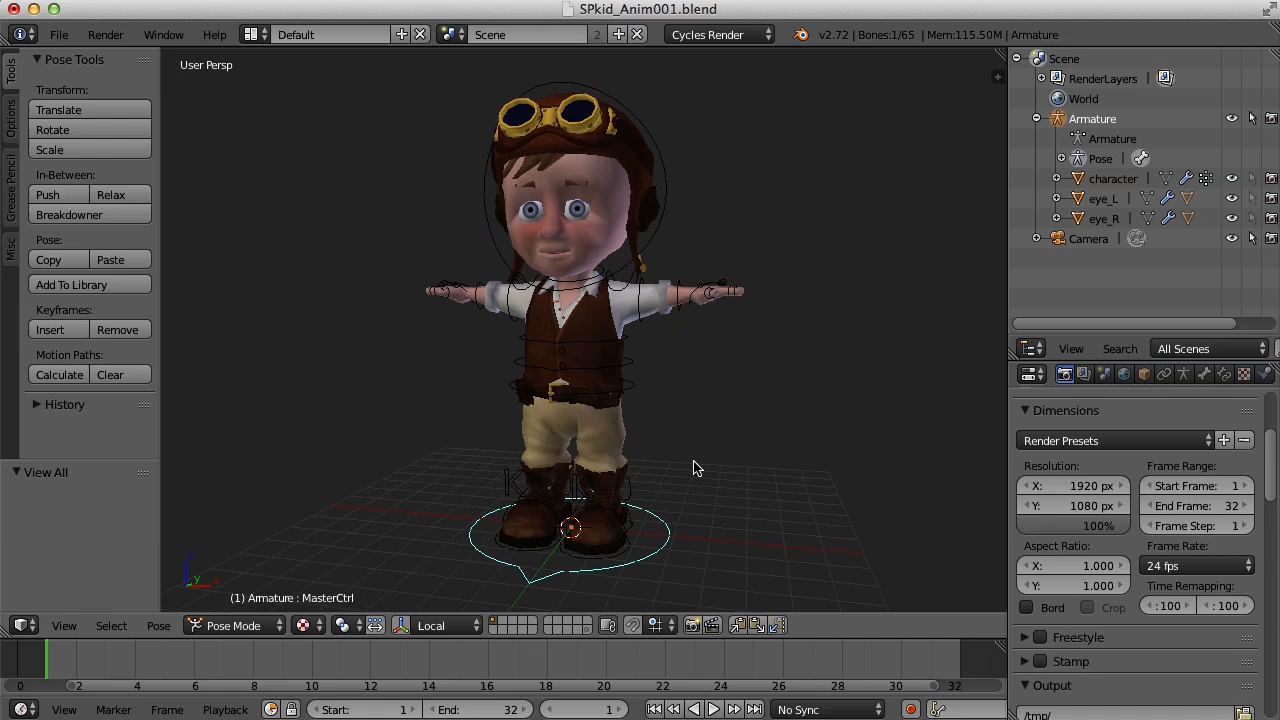 SPkid_Anim001.blend
File Render Window Help Default Scene 2 Cycles Render v2.72 | Bones:1/65 | Mem:115.50M | Armature
Tools
Options
Grease Pencil
Misc
Pose Tools
Transform:
Translate
Rotate
Scale
In-Between:
Push Relax
Breakdowner
Pose:
Copy Paste
Add To Library
Keyframes:
Insert Remove
Motion Paths:
Calculate Clear
History
View All
User Persp
(1) Armature : MasterCtrl
View Select Pose Pose Mode Local
0 2 4 6 8 10 12 14 16 18 20 22 24 26 28 30 32
View Marker Frame Playback Start: 1 End: 32 1 No Sync
Scene
RenderLayers
World
Armature
Armature
Pose
character
eye_L
eye_R
Camera
View Search All Scenes
Dimensions
Render Presets
Resolution: Frame Range:
X: 1920 px Start Frame: 1
Y: 1080 px End Frame: 32
100% Frame Step: 1
Aspect Ratio: Frame Rate:
X: 1.000 24 fps
Y: 1.000 Time Remapping:
Bord Crop :100 :100
Freestyle
Stamp
Output
/tmp/